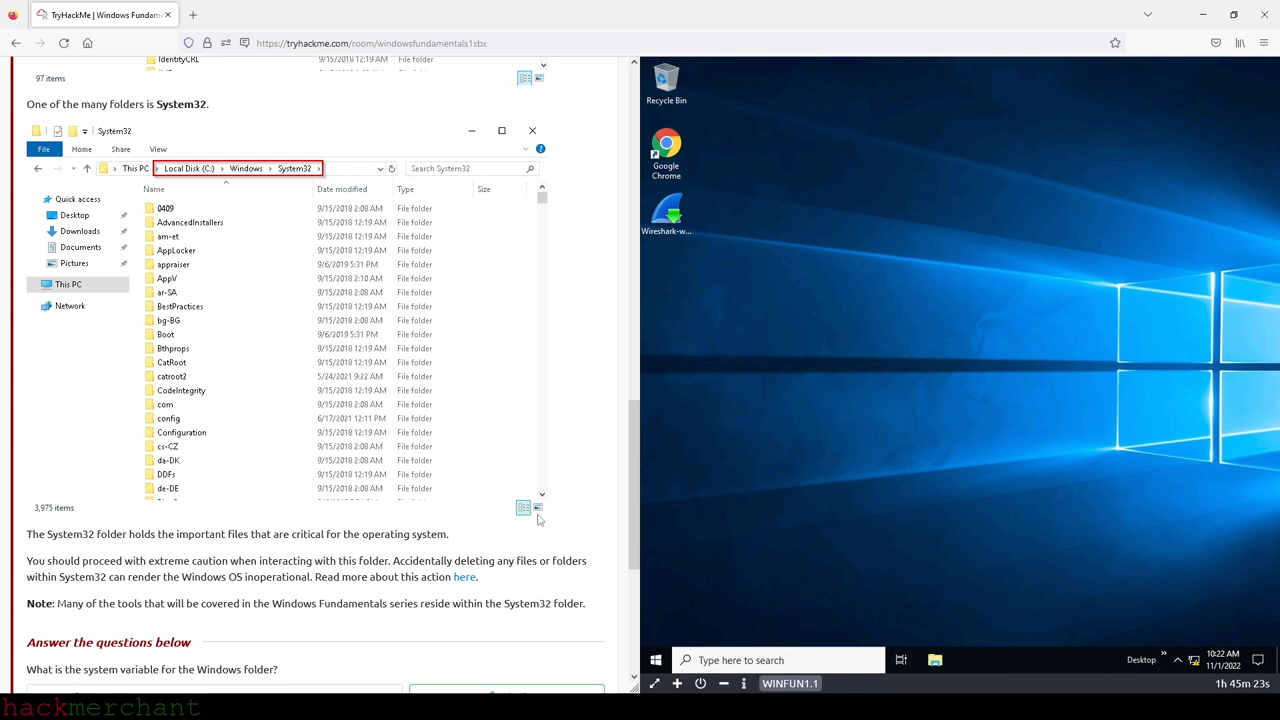 TryHackMe | Windows Fundam
https://tryhackme.com/room/windowsfundamentals1xbx
IdentityCRL 9/15/2018 12:19 AM File folder
File folder
97 items
One of the many folders is System32.
System32
File Home Share View
This PC Local Disk (C:) Windows System32 Search System32
Name Date modified Type Size
Quick access
Desktop
Downloads
Documents
Pictures
This PC
Network
0409 9/15/2018 2:08 AM File folder
AdvancedInstallers 9/15/2018 12:19 AM File folder
am-et 9/15/2018 12:19 AM File folder
AppLocker 9/15/2018 12:19 AM File folder
appraiser 9/6/2019 5:31 PM File folder
AppV 9/15/2018 2:10 AM File folder
ar-SA 9/15/2018 2:08 AM File folder
BestPractices 9/15/2018 12:19 AM File folder
bg-BG 9/15/2018 2:08 AM File folder
Boot 9/6/2019 5:31 PM File folder
Bthprops 9/15/2018 12:19 AM File folder
CatRoot 9/15/2018 12:19 AM File folder
catroot2 5/24/2021 9:22 AM File folder
CodeIntegrity 9/15/2018 12:19 AM File folder
com 9/15/2018 2:08 AM File folder
config 6/17/2021 12:11 PM File folder
Configuration 9/15/2018 12:19 AM File folder
cs-CZ 9/15/2018 2:08 AM File folder
da-DK 9/15/2018 2:08 AM File folder
DDFs 9/15/2018 12:19 AM File folder
de-DE 9/15/2018 2:08 AM File folder
3,975 items
The System32 folder holds the important files that are critical for the operating system.
You should proceed with extreme caution when interacting with this folder. Accidentally deleting any files or folders
within System32 can render the Windows OS inoperational. Read more about this action here.
Note: Many of the tools that will be covered in the Windows Fundamentals series reside within the System32 folder.
Answer the questions below
What is the system variable for the Windows folder?
Recycle Bin
Google
Chrome
Wireshark-w...
Type here to search
Desktop
10:22 AM
11/1/2022
WINFUN1.1
1h 45m 23s
hackmerchant